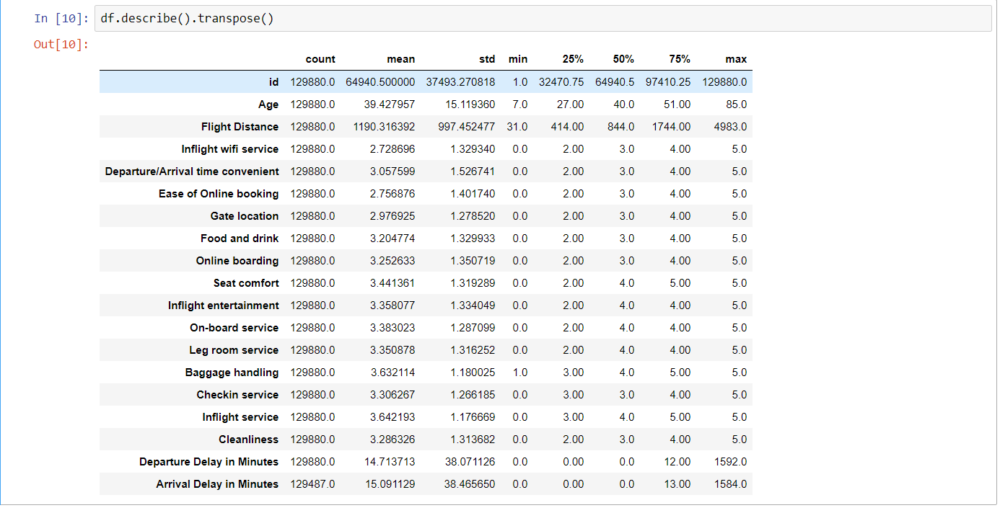 In [10]: df.describe().transpose()
Out[10]:
count mean std min 25% 50% 75% max
id 129880.0 64940.500000 37493.270818 1.0 32470.75 64940.5 97410.25 129880.0
Age 129880.0 39.427957 15.119360 7.0 27.00 40.0 51.00 85.0
Flight Distance 129880.0 1190.316392 997.452477 31.0 414.00 844.0 1744.00 4983.0
Inflight wifi service 129880.0 2.728696 1.329340 0.0 2.00 3.0 4.00 5.0
Departure/Arrival time convenient 129880.0 3.057599 1.526741 0.0 2.00 3.0 4.00 5.0
Ease of Online booking 129880.0 2.756876 1.401740 0.0 2.00 3.0 4.00 5.0
Gate location 129880.0 2.976925 1.278520 0.0 2.00 3.0 4.00 5.0
Food and drink 129880.0 3.204774 1.329933 0.0 2.00 3.0 4.00 5.0
Online boarding 129880.0 3.252633 1.350719 0.0 2.00 3.0 4.00 5.0
Seat comfort 129880.0 3.441361 1.319289 0.0 2.00 4.0 5.00 5.0
Inflight entertainment 129880.0 3.358077 1.334049 0.0 2.00 4.0 4.00 5.0
On-board service 129880.0 3.383023 1.287099 0.0 2.00 4.0 4.00 5.0
Leg room service 129880.0 3.350878 1.316252 0.0 2.00 4.0 4.00 5.0
Baggage handling 129880.0 3.632114 1.180025 1.0 3.00 4.0 5.00 5.0
Checkin service 129880.0 3.306267 1.266185 0.0 3.00 3.0 4.00 5.0
Inflight service 129880.0 3.642193 1.176669 0.0 3.00 4.0 5.00 5.0
Cleanliness 129880.0 3.286326 1.313682 0.0 2.00 3.0 4.00 5.0
Departure Delay in Minutes 129880.0 14.713713 38.071126 0.0 0.00 0.0 12.00 1592.0
Arrival Delay in Minutes 129487.0 15.091129 38.465650 0.0 0.00 0.0 13.00 1584.0